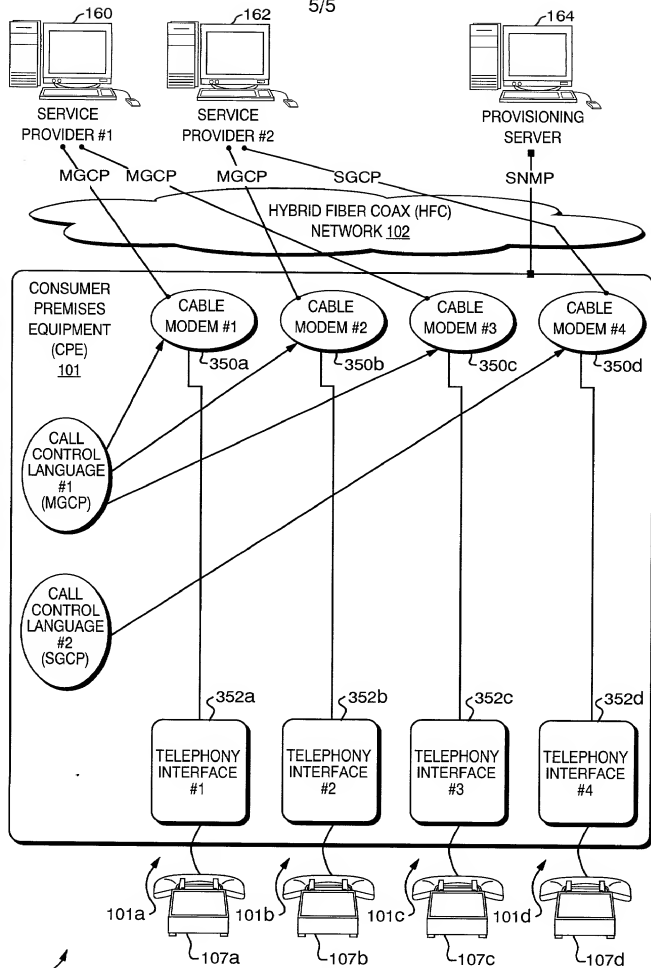 5/5
160
162
164
SERVICE
PROVIDER #1
SERVICE
PROVIDER #2
PROVISIONING
SERVER
MGCP
MGCP
MGCP
SGCP
SNMP
HYBRID FIBER COAX (HFC)
NETWORK 102
CONSUMER
PREMISES
EQUIPMENT
(CPE)
101
CABLE
MODEM #1
CABLE
MODEM #2
CABLE
MODEM #3
CABLE
MODEM #4
350a
350b
350c
350d
CALL
CONTROL
LANGUAGE
#1
(MGCP)
CALL
CONTROL
LANGUAGE
#2
(SGCP)
352a
352b
352c
352d
TELEPHONY
INTERFACE
#1
TELEPHONY
INTERFACE
#2
TELEPHONY
INTERFACE
#3
TELEPHONY
INTERFACE
#4
101a
101b
101c
101d
107a
107b
107c
107d